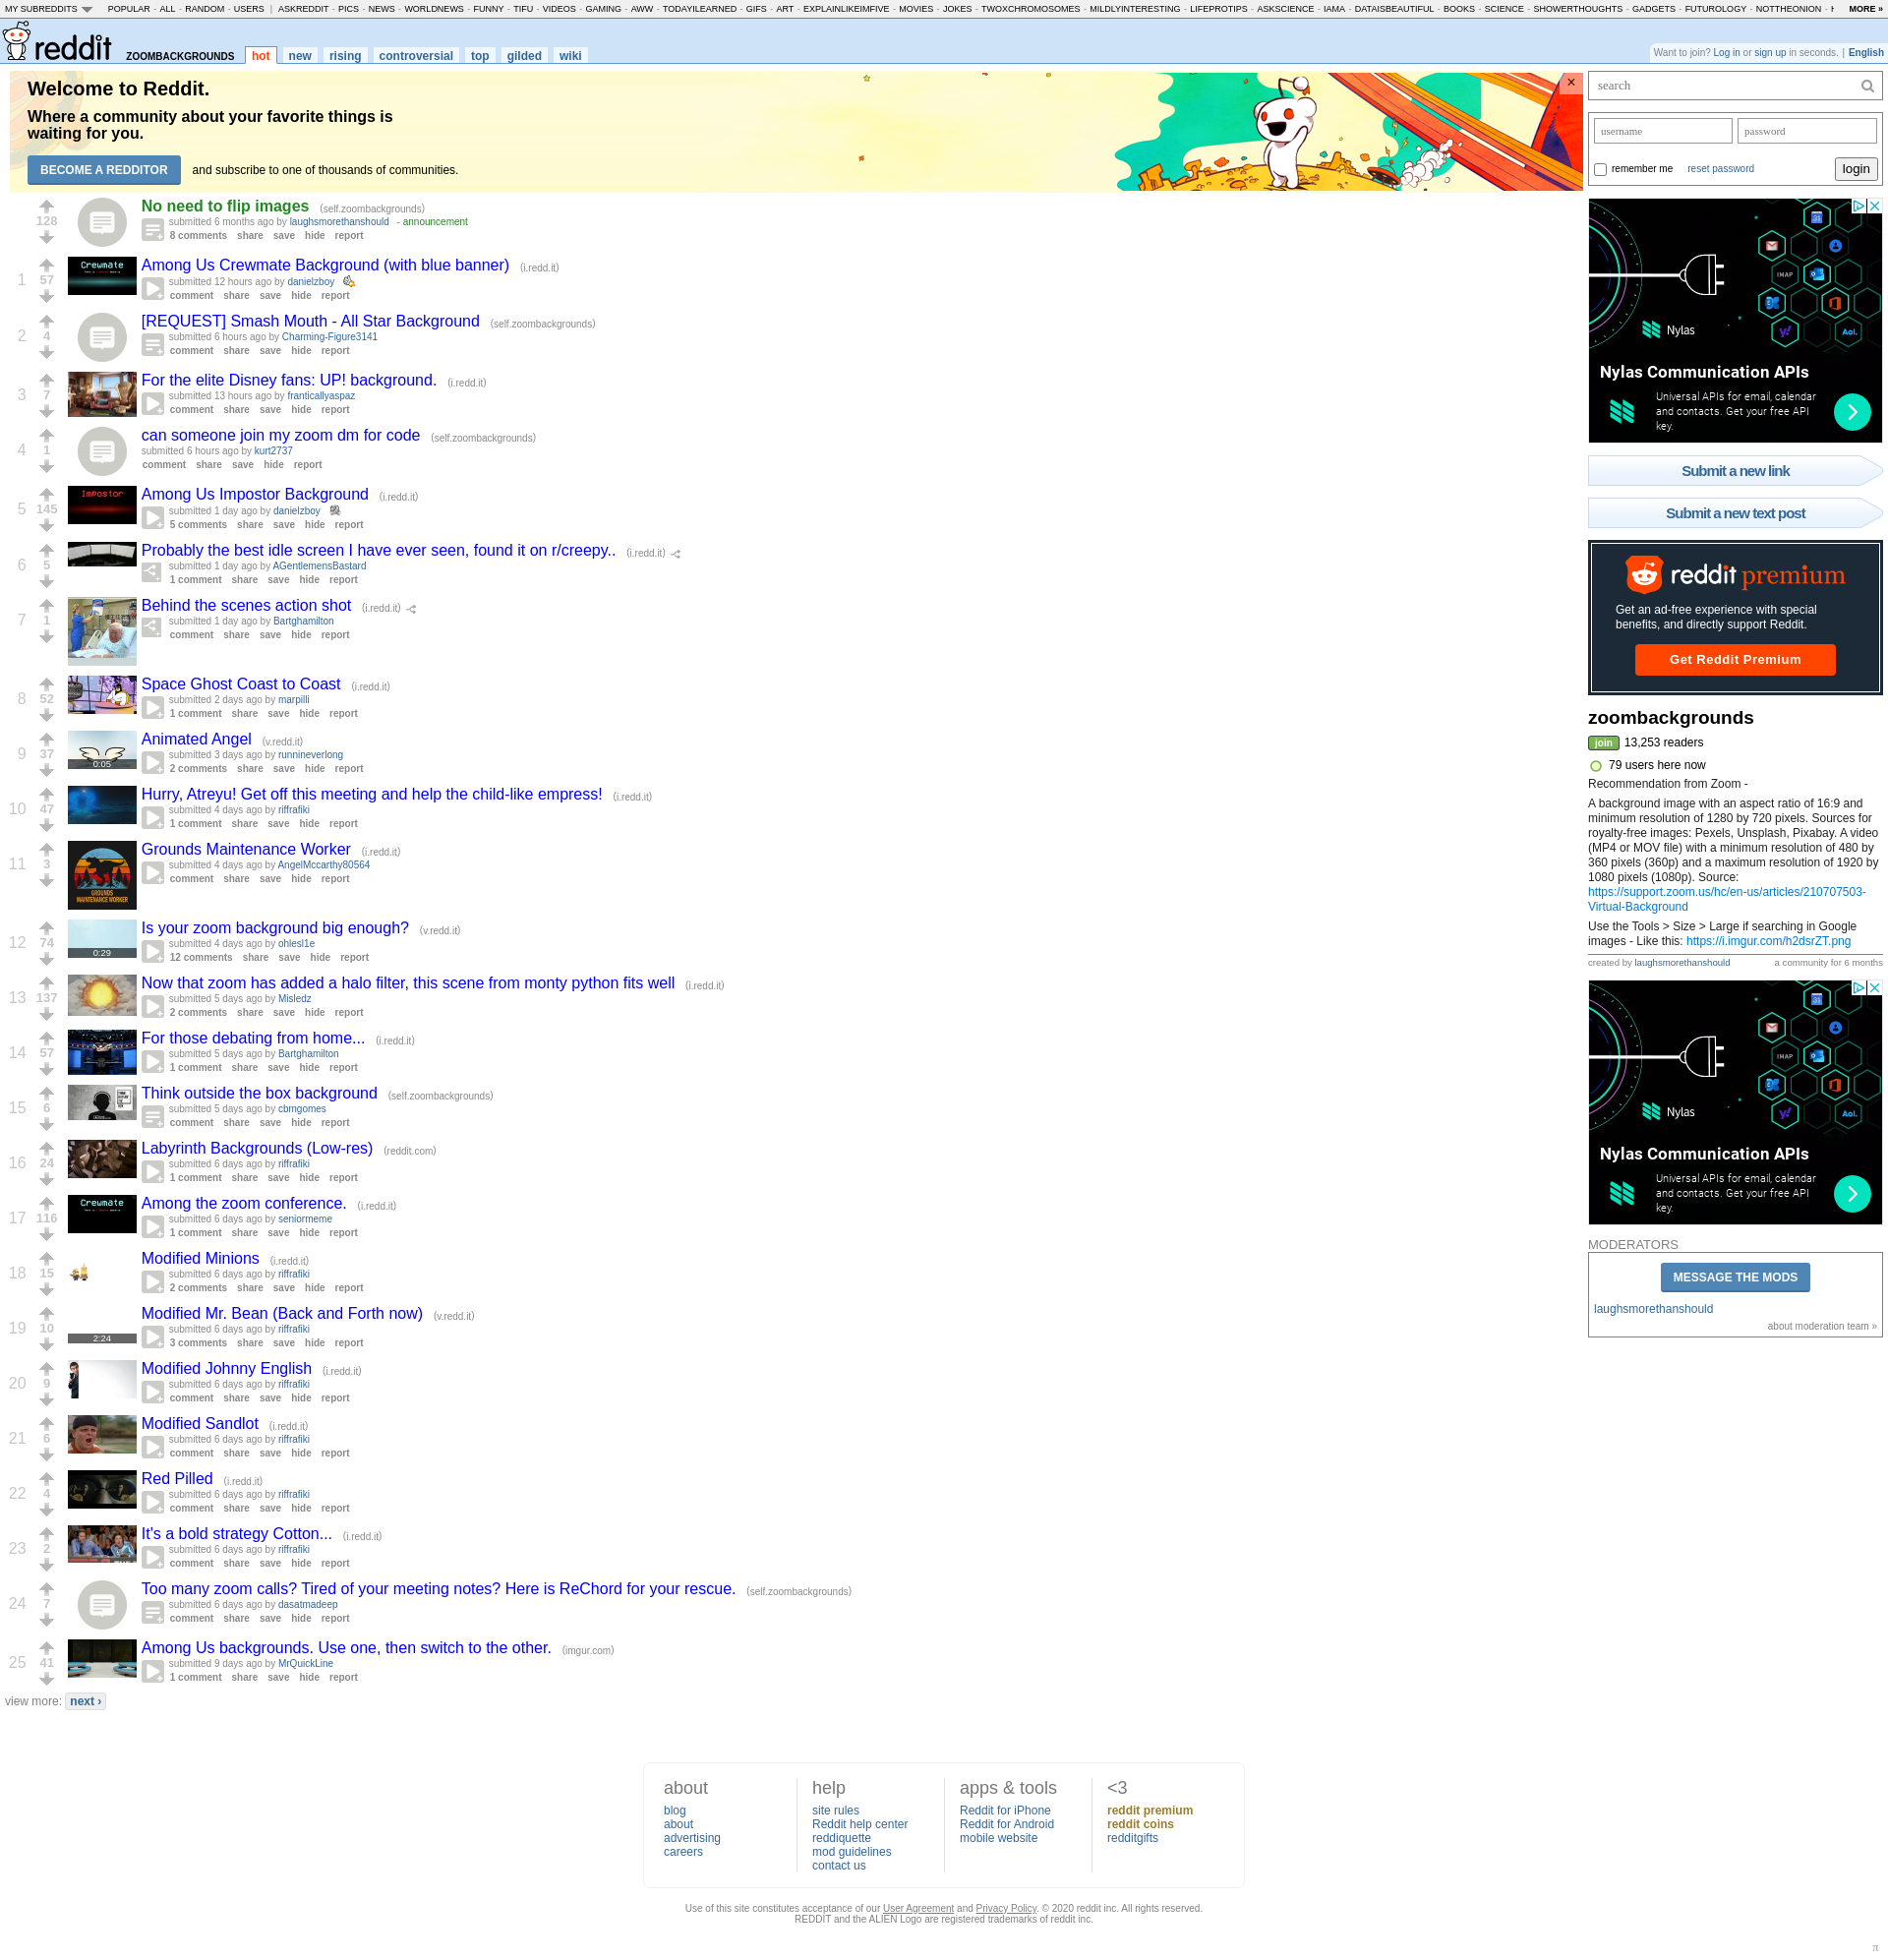 MY SUBREDDITS POPULAR - ALL - RANDOM - USERS | ASKREDDIT - PICS - NEWS - WORLDNEWS - FUNNY - TIFU - VIDEOS - GAMING - AWW - TODAYILEARNED - GIFS - ART - EXPLAINLIKEIMFIVE - MOVIES - JOKES - TWOXCHROMOSOMES - MILDLYINTERESTING - LIFEPROTIPS - ASKSCIENCE - IAMA - DATAISBEAUTIFUL - BOOKS - SCIENCE - SHOWERTHOUGHTS - GADGETS - FUTUROLOGY - NOTTHEONION - MORE »
reddit ZOOMBACKGROUNDS hot new rising controversial top gilded wiki
Want to join? Log in or sign up in seconds. | English
Welcome to Reddit.
Where a community about your favorite things is
waiting for you.
BECOME A REDDITOR and subscribe to one of thousands of communities.
×
No need to flip images (self.zoombackgrounds)
128
submitted 6 months ago by laughsmorethanshould - announcement
8 comments share save hide report
1
57
Crewmate
Among Us Crewmate Background (with blue banner) (i.redd.it)
submitted 12 hours ago by danielzboy
comment share save hide report
2
4
[REQUEST] Smash Mouth - All Star Background (self.zoombackgrounds)
submitted 6 hours ago by Charming-Figure3141
comment share save hide report
3
7
For the elite Disney fans: UP! background. (i.redd.it)
submitted 13 hours ago by franticallyaspaz
comment share save hide report
4
1
can someone join my zoom dm for code (self.zoombackgrounds)
submitted 6 hours ago by kurt2737
comment share save hide report
5
145
Impostor
Among Us Impostor Background (i.redd.it)
submitted 1 day ago by danielzboy
5 comments share save hide report
6
5
Probably the best idle screen I have ever seen, found it on r/creepy.. (i.redd.it)
submitted 1 day ago by AGentlemensBastard
1 comment share save hide report
7
1
Behind the scenes action shot (i.redd.it)
submitted 1 day ago by Bartghamilton
comment share save hide report
8
52
Space Ghost Coast to Coast (i.redd.it)
submitted 2 days ago by marpilli
1 comment share save hide report
9
37
0:05
Animated Angel (v.redd.it)
submitted 3 days ago by runnineverlong
2 comments share save hide report
10
47
Hurry, Atreyu! Get off this meeting and help the child-like empress! (i.redd.it)
submitted 4 days ago by riffrafiki
1 comment share save hide report
11
3
GROUNDS
MAINTENANCE WORKER
Grounds Maintenance Worker (i.redd.it)
submitted 4 days ago by AngelMccarthy80564
comment share save hide report
12
74
0:29
Is your zoom background big enough? (v.redd.it)
submitted 4 days ago by ohlesl1e
12 comments share save hide report
13
137
Now that zoom has added a halo filter, this scene from monty python fits well (i.redd.it)
submitted 5 days ago by Misledz
2 comments share save hide report
14
57
For those debating from home... (i.redd.it)
submitted 5 days ago by Bartghamilton
1 comment share save hide report
15
6
Think outside the box background (self.zoombackgrounds)
submitted 5 days ago by cbmgomes
comment share save hide report
16
24
Labyrinth Backgrounds (Low-res) (reddit.com)
submitted 6 days ago by riffrafiki
1 comment share save hide report
17
116
Crewmate
Among the zoom conference. (i.redd.it)
submitted 6 days ago by seniormeme
1 comment share save hide report
18
15
Modified Minions (i.redd.it)
submitted 6 days ago by riffrafiki
2 comments share save hide report
19
10
2:24
Modified Mr. Bean (Back and Forth now) (v.redd.it)
submitted 6 days ago by riffrafiki
3 comments share save hide report
20
9
Modified Johnny English (i.redd.it)
submitted 6 days ago by riffrafiki
comment share save hide report
21
6
Modified Sandlot (i.redd.it)
submitted 6 days ago by riffrafiki
comment share save hide report
22
4
Red Pilled (i.redd.it)
submitted 6 days ago by riffrafiki
comment share save hide report
23
2
It's a bold strategy Cotton... (i.redd.it)
submitted 6 days ago by riffrafiki
comment share save hide report
24
7
Too many zoom calls? Tired of your meeting notes? Here is ReChord for your rescue. (self.zoombackgrounds)
submitted 6 days ago by dasatmadeep
comment share save hide report
25
41
Among Us backgrounds. Use one, then switch to the other. (imgur.com)
submitted 9 days ago by MrQuickLine
1 comment share save hide report
view more: next ›
search
username password
remember me reset password login
IMAP
Aol.
Nylas
Nylas Communication APIs
Universal APIs for email, calendar
and contacts. Get your free API
key.
Submit a new link
Submit a new text post
reddit premium
Get an ad-free experience with special
benefits, and directly support Reddit.
Get Reddit Premium
zoombackgrounds
join 13,253 readers
79 users here now
Recommendation from Zoom -
A background image with an aspect ratio of 16:9 and
minimum resolution of 1280 by 720 pixels. Sources for
royalty-free images: Pexels, Unsplash, Pixabay. A video
(MP4 or MOV file) with a minimum resolution of 480 by
360 pixels (360p) and a maximum resolution of 1920 by
1080 pixels (1080p). Source:
https://support.zoom.us/hc/en-us/articles/210707503-
Virtual-Background
Use the Tools > Size > Large if searching in Google
images - Like this: https://i.imgur.com/h2dsrZT.png
created by laughsmorethanshould a community for 6 months
IMAP
Aol.
Nylas
Nylas Communication APIs
Universal APIs for email, calendar
and contacts. Get your free API
key.
MODERATORS
MESSAGE THE MODS
laughsmorethanshould
about moderation team »
about
blog
about
advertising
careers
help
site rules
Reddit help center
reddiquette
mod guidelines
contact us
apps & tools
Reddit for iPhone
Reddit for Android
mobile website
<3
reddit premium
reddit coins
redditgifts
Use of this site constitutes acceptance of our User Agreement and Privacy Policy. © 2020 reddit inc. All rights reserved.
REDDIT and the ALIEN Logo are registered trademarks of reddit inc.
π